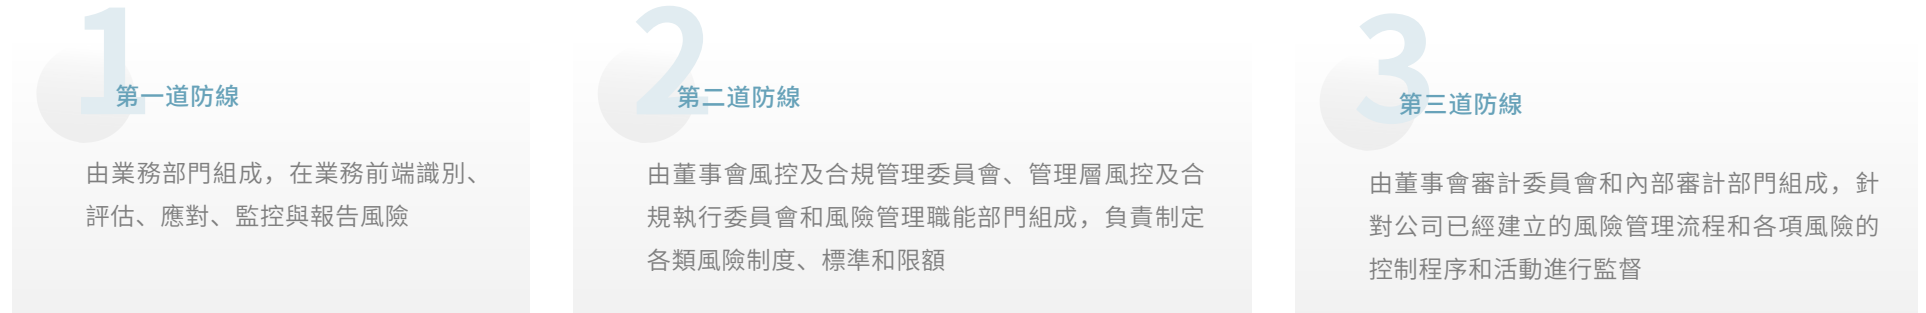 1
第一道防線
由業務部門組成，在業務前端識別、
評估、應對、監控與報告風險
2
第二道防線
由董事會風控及合規管理委員會、管理層風控及合
規執行委員會和風險管理職能部門組成，負責制定
各類風險制度、標準和限額
3
第三道防線
由董事會審計委員會和內部審計部門組成，針
對公司已經建立的風險管理流程和各項風險的
控制程序和活動進行監督